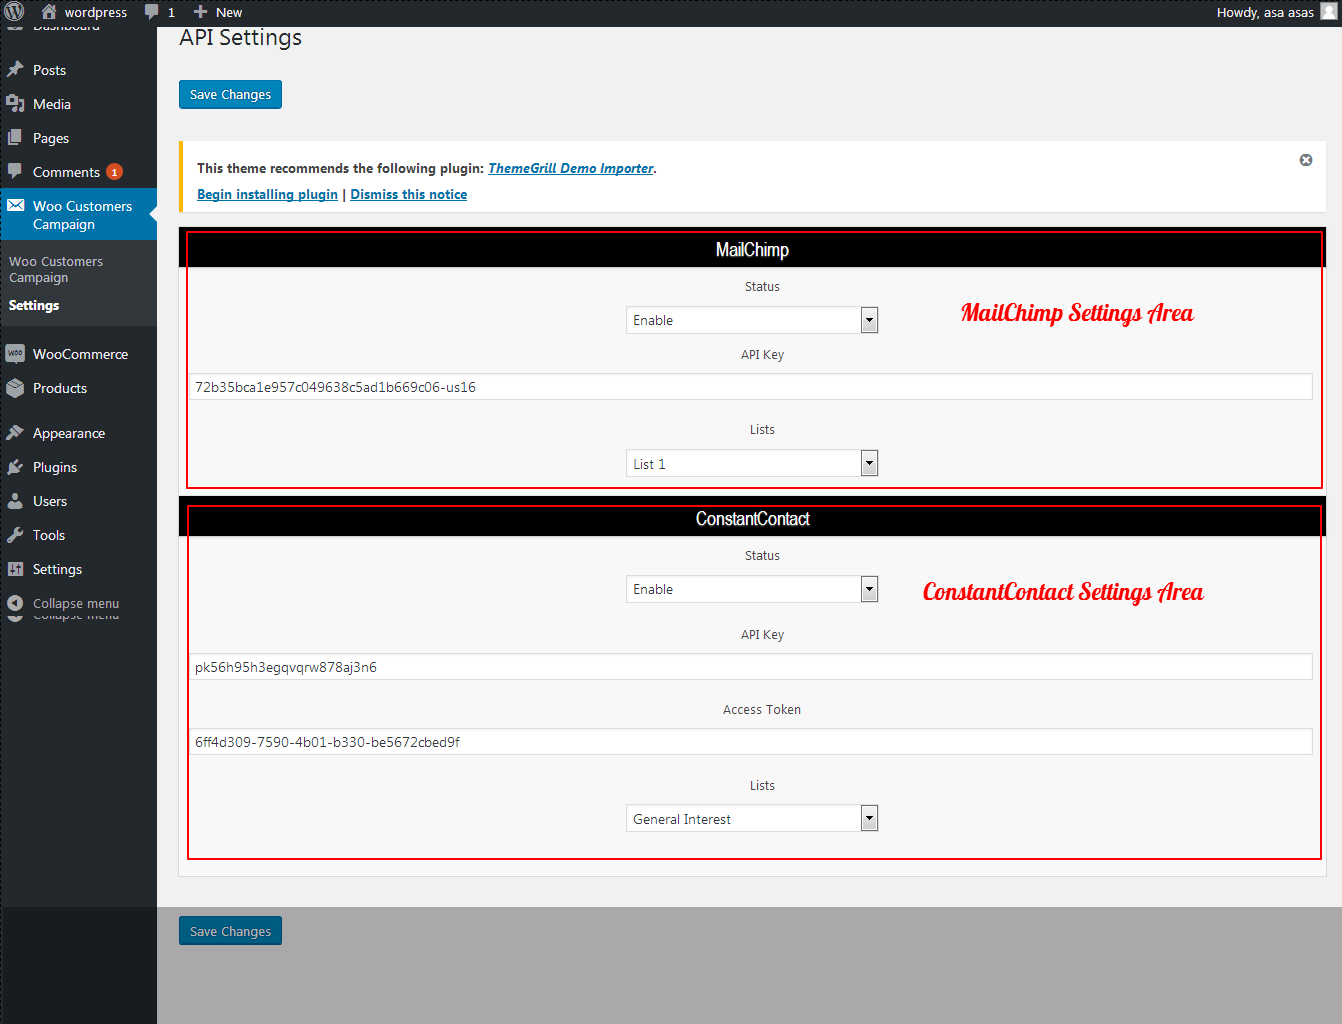 wordpress 1 New Howdy, asa asas
Dashboard
API Settings
Posts
Save Changes
Media
Pages
Comments 1
This theme recommends the following plugin: ThemeGrill Demo Importer.
Begin installing plugin | Dismiss this notice
Woo Customers
Campaign
Woo Customers
Campaign
Settings
WooCommerce
WOO
Products
Appearance
Plugins
Users
Tools
Settings
Collapse menu
Collapse menu
MailChimp
Status
Enable
MailChimp Settings Area
API Key
72b35bca1e957c049638c5ad1b669c06-us16
Lists
List 1
ConstantContact
Status
Enable
ConstantContact Settings Area
API Key
pk56h95h3egqvqrw878aj3n6
Access Token
6ff4d309-7590-4b01-b330-be5672cbed9f
Lists
General Interest
Save Changes